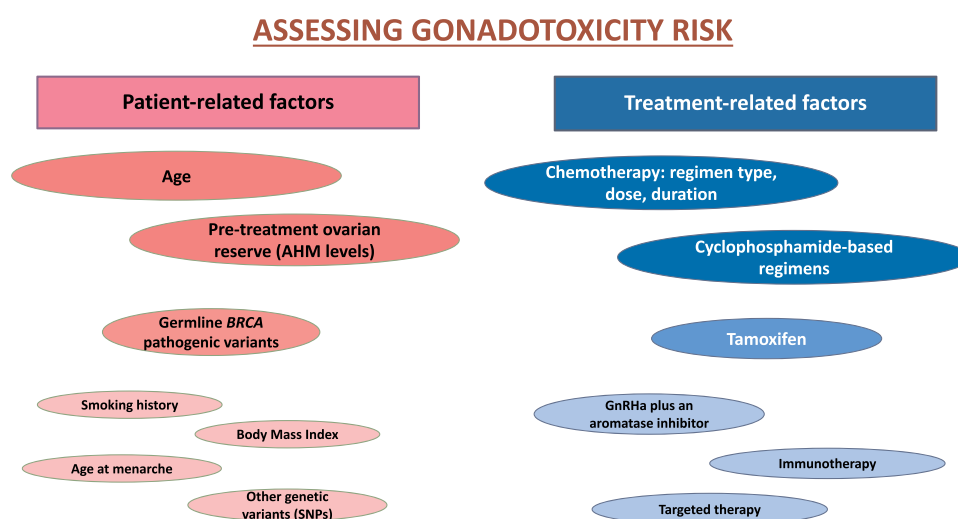 ASSESSING GONADOTOXICITY RISK
Patient-related factors
Age
Pre-treatment ovarian
reserve (AHM levels)
Germline BRCA
pathogenic variants
Smoking history
Body Mass Index
Age at menarche
Other genetic
variants (SNPs)
Treatment-related factors
Chemotherapy: regimen type,
dose, duration
Cyclophosphamide-based
regimens
Tamoxifen
GnRHa plus an
aromatase inhibitor
Immunotherapy
Targeted therapy